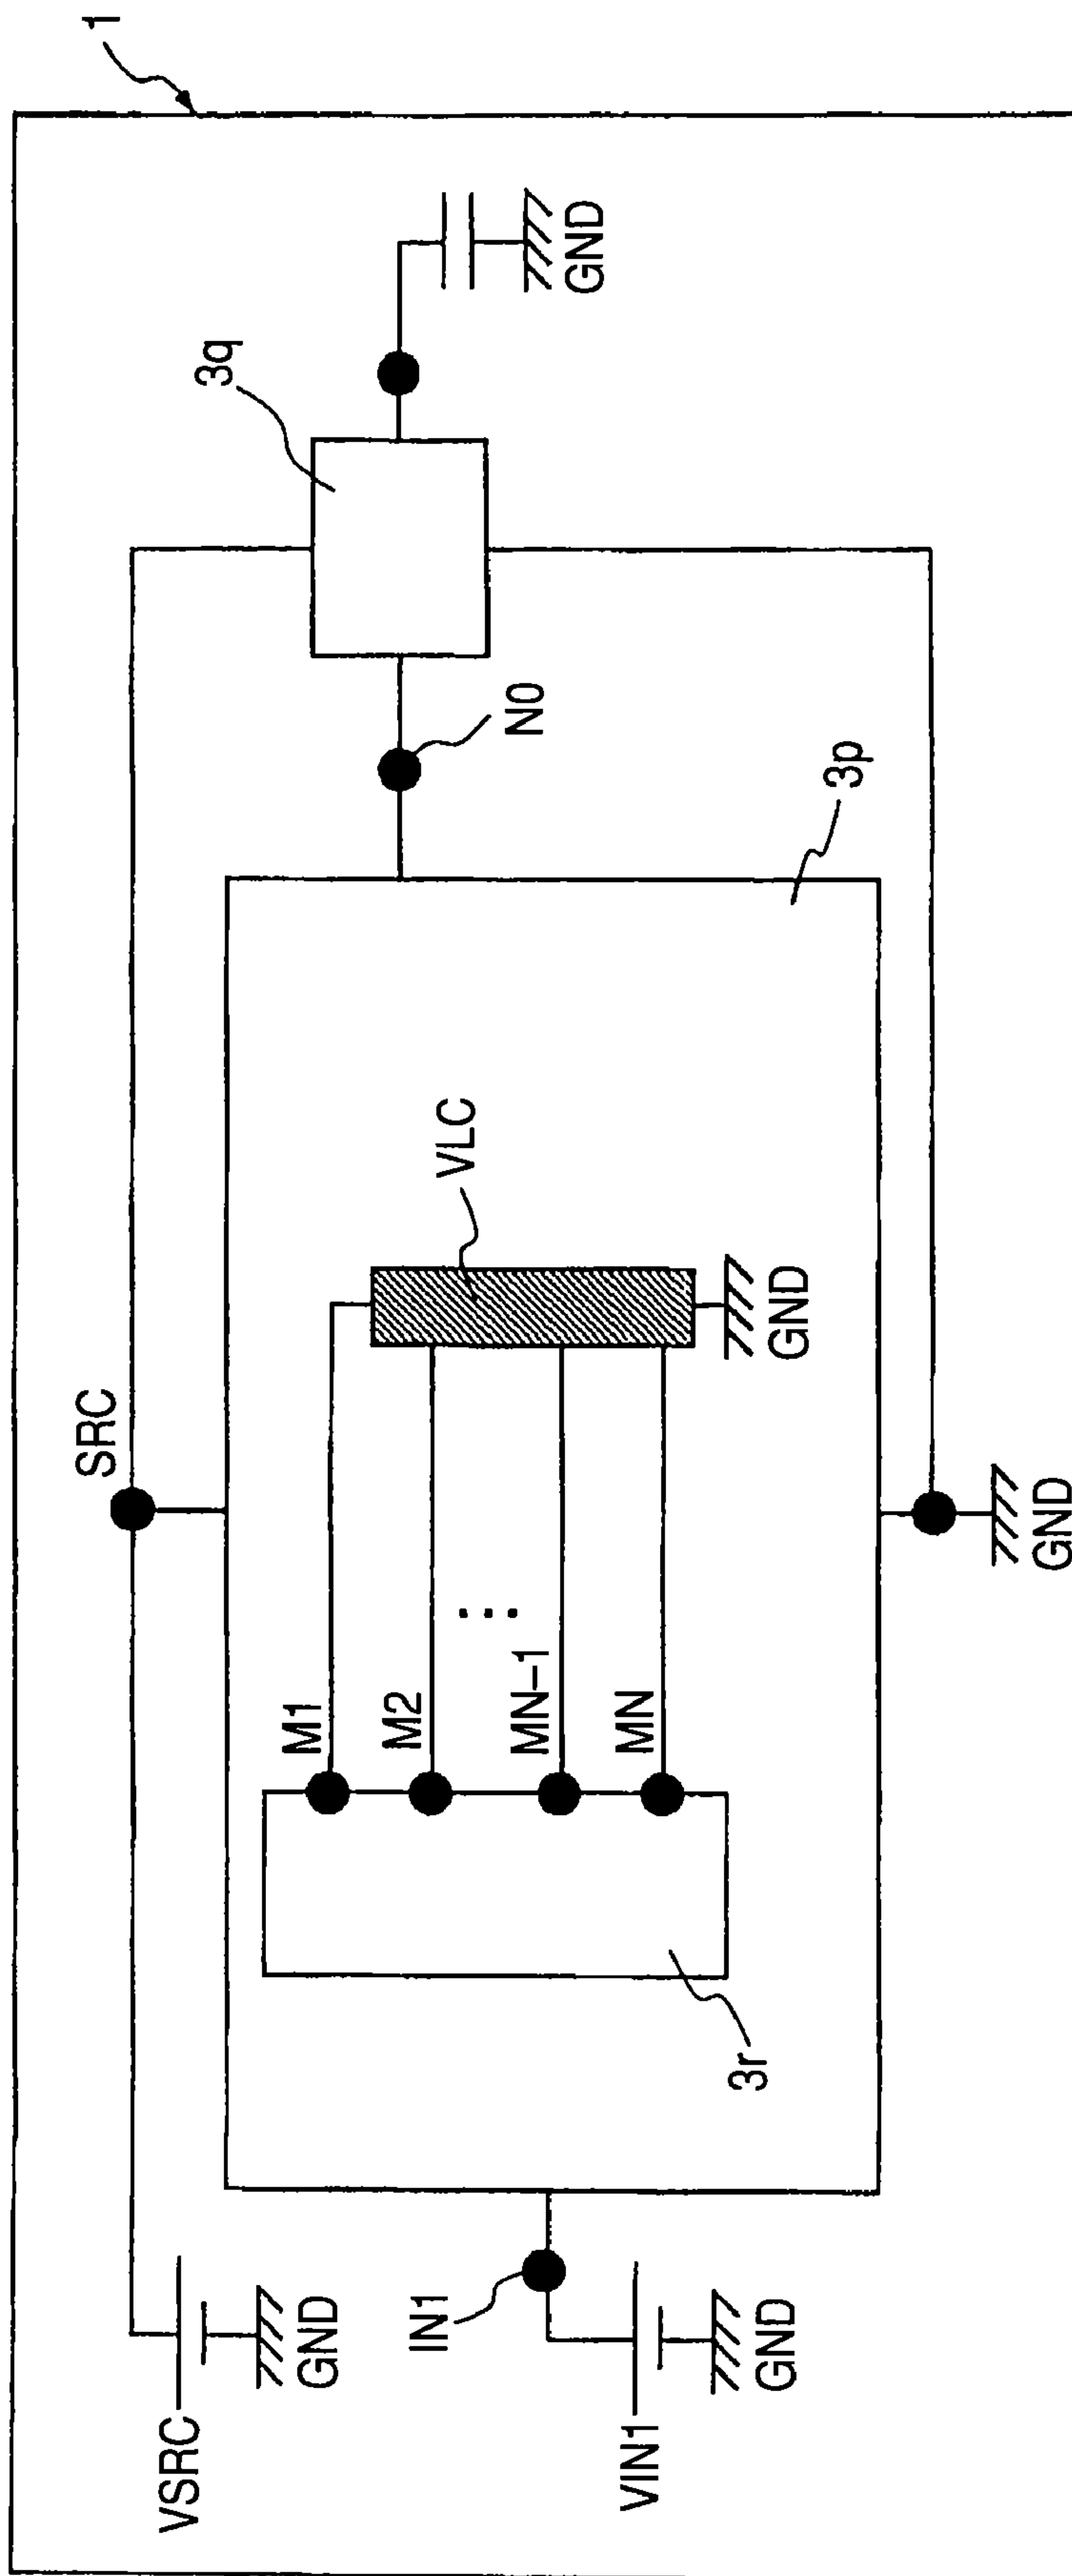 1
SRC
VSRC
GND
3q
GND
N0
VLC
M1
M2
⋮
MN-1
MN
GND
3r
3p
IN1
VIN1
GND
GND